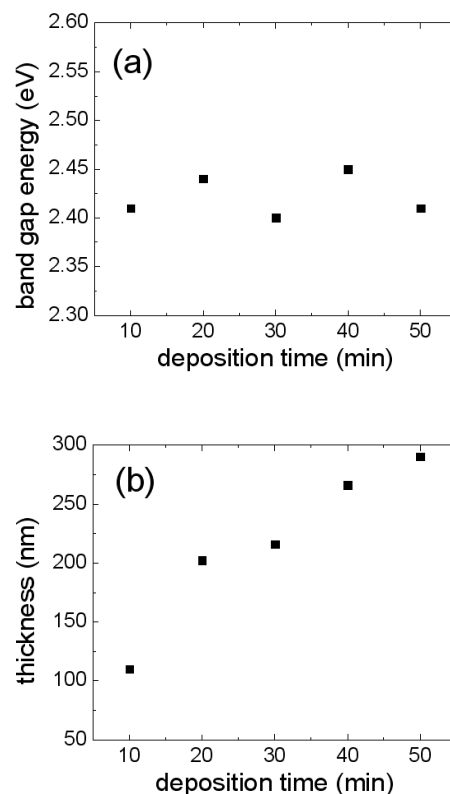 2.60
(a)
2.55
2.50
2.45
2.40
2.35
2.30
band gap energy (eV)
10 20 30 40 50
deposition time (min)
300
(b)
250
200
150
100
50
thickness (nm)
10 20 30 40 50
deposition time (min)